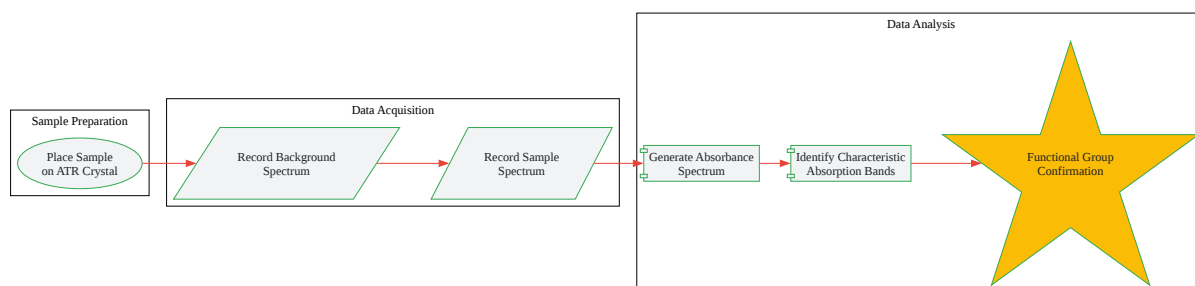 Sample Preparation
Place Sample
on ATR Crystal
Data Acquisition
Record Background
Spectrum
Record Sample
Spectrum
Data Analysis
Generate Absorbance
Spectrum
Identify Characteristic
Absorption Bands
Functional Group
Confirmation